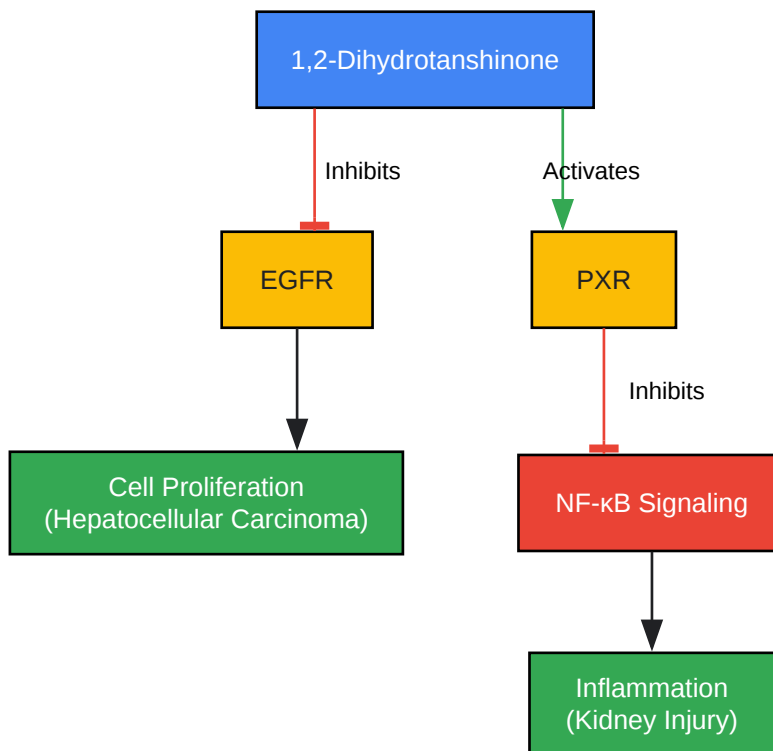 1,2-Dihydrotanshinone
Inhibits
Activates
EGFR
PXR
Inhibits
Cell Proliferation
(Hepatocellular Carcinoma)
NF-κB Signaling
Inflammation
(Kidney Injury)